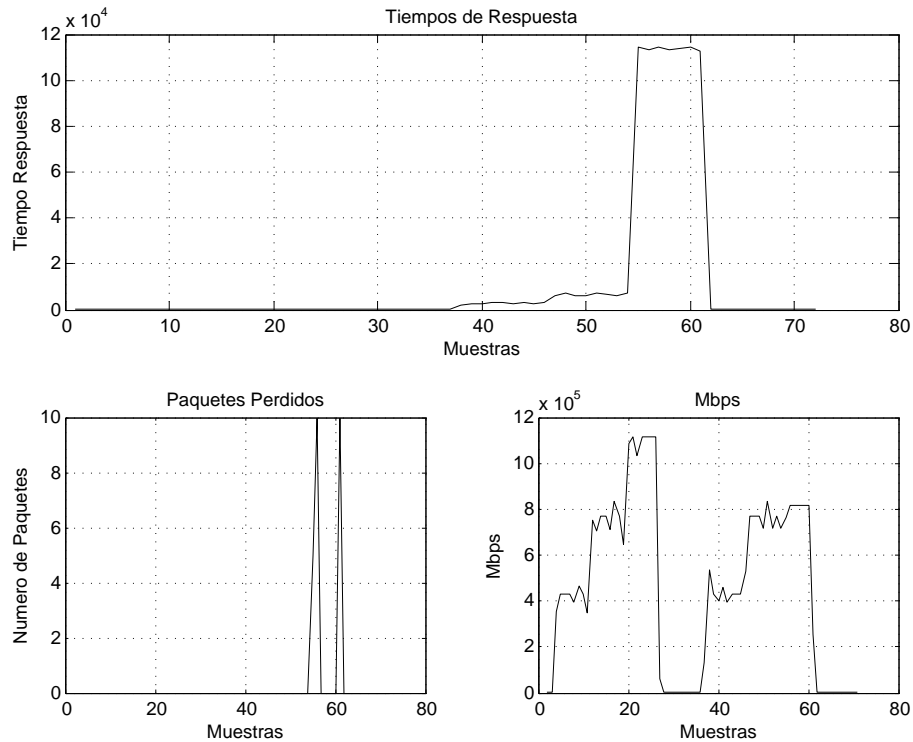 Tiempos de Respuesta
12 x 10^4
10
8
6
4
2
0
Tiempo Respuesta
0 10 20 30 40 50 60 70 80
Muestras
Paquetes Perdidos
10
8
6
4
2
0
Numero de Paquetes
0 20 40 60 80
Muestras
Mbps
12 x 10^5
10
8
6
4
2
0
Mbps
0 20 40 60 80
Muestras